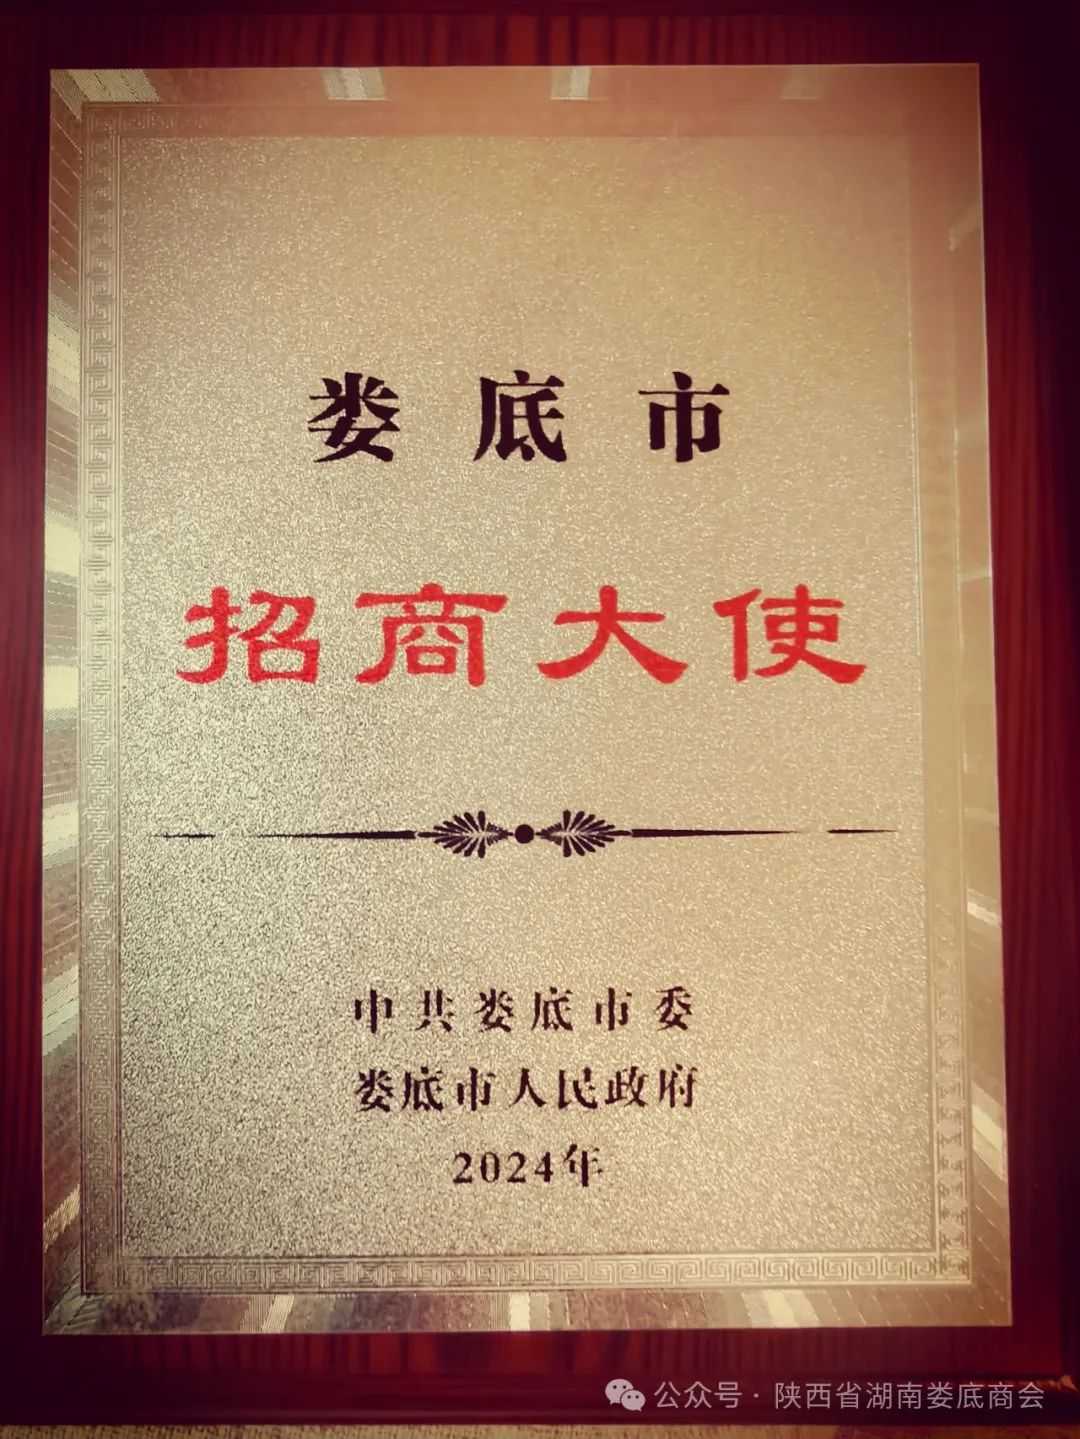 娄底市
招商大使
中共娄底市委
娄底市人民政府
2024年
公众号 · 陕西省湖南娄底商会